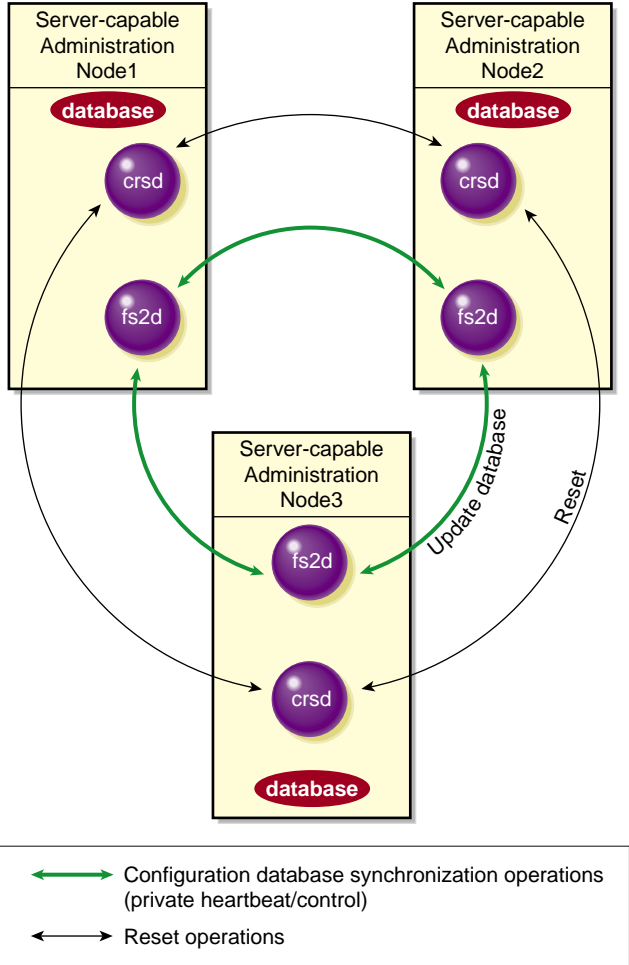 Server-capable
Administration
Node1
database
crsd
fs2d
Server-capable
Administration
Node2
database
crsd
fs2d
Server-capable
Administration
Node3
fs2d
crsd
database
Update database
Reset
Configuration database synchronization operations
(private heartbeat/control)
Reset operations